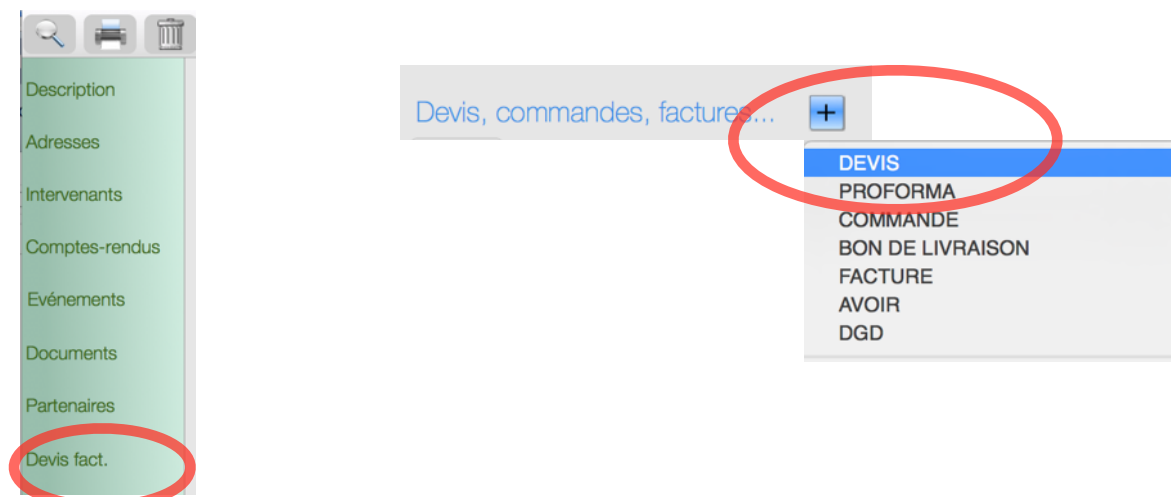 Description
Adresses
Intervenants
Comptes-rendus
Evénements
Documents
Partenaires
Devis fact.
Devis, commandes, factures...
+
DEVIS
PROFORMA
COMMANDE
BON DE LIVRAISON
FACTURE
AVOIR
DGD